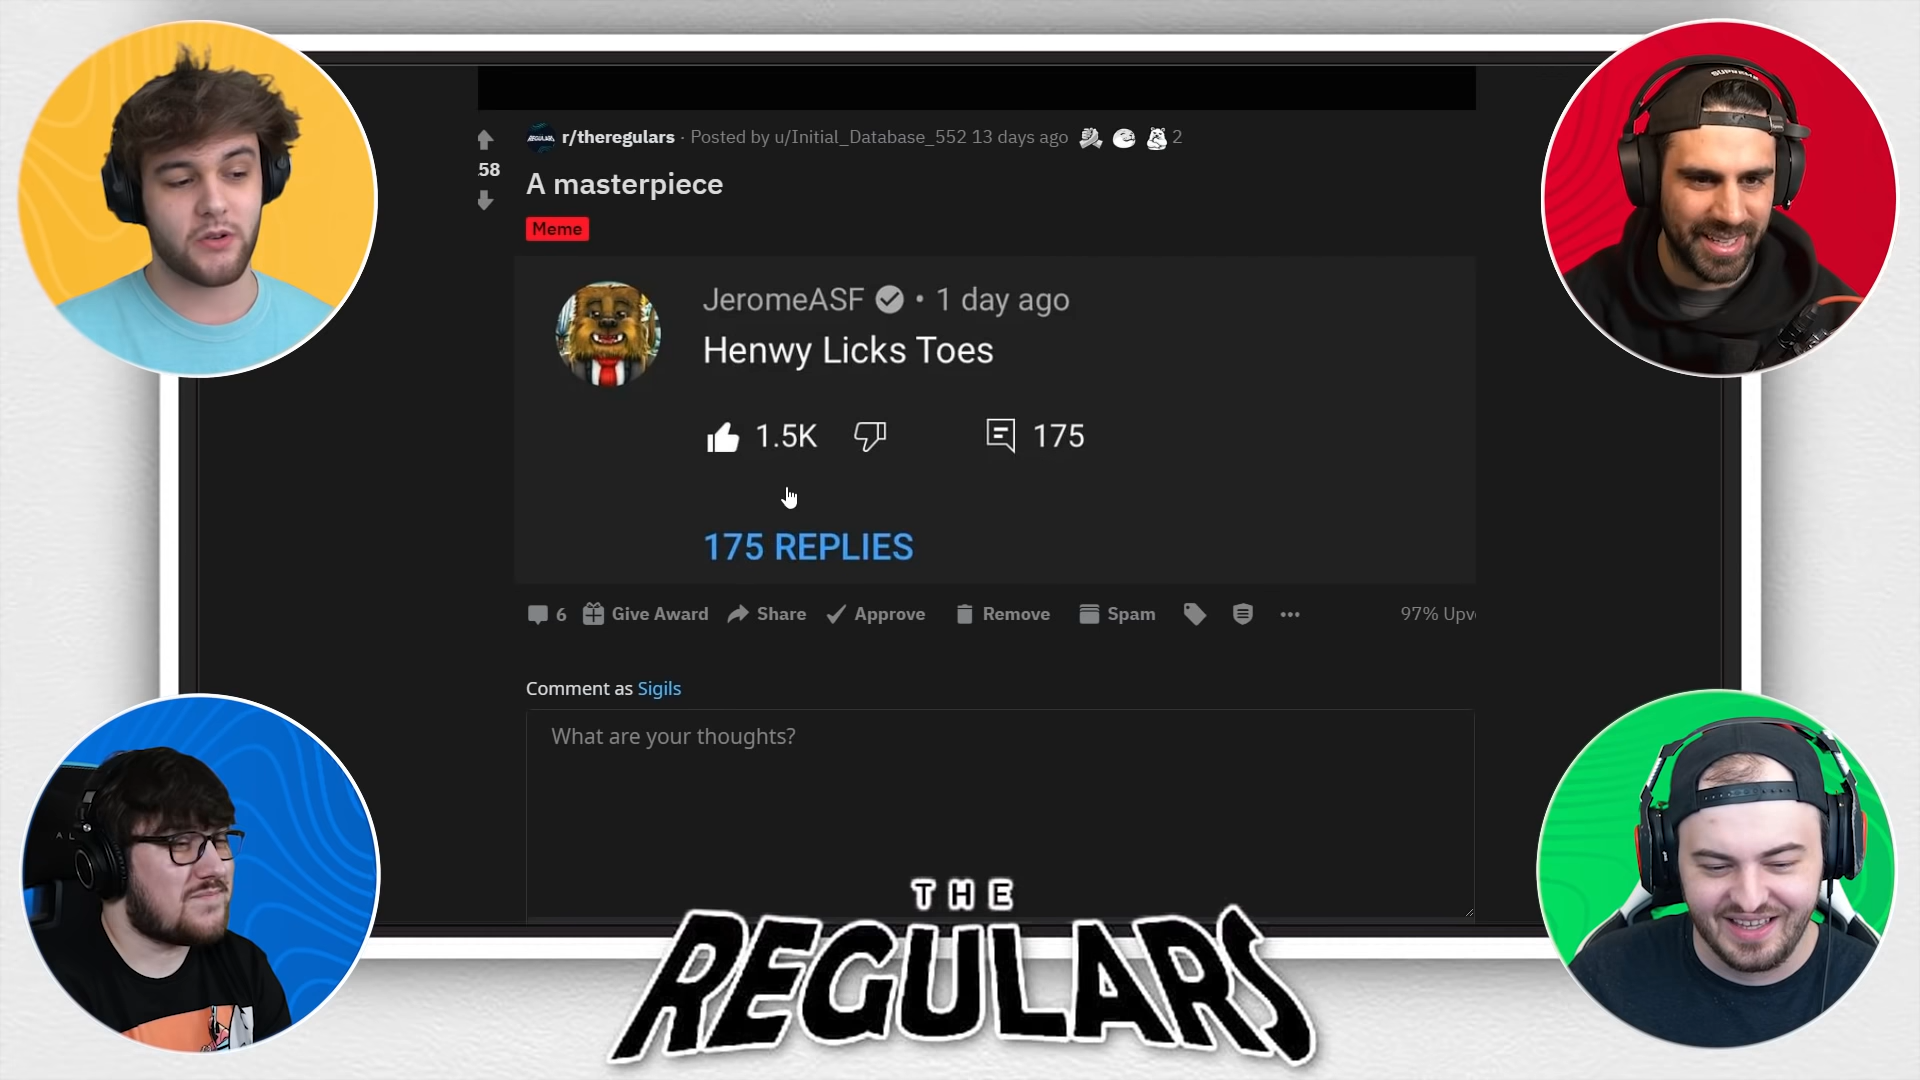 SUPREME
r/theregulars · Posted by u/Initial_Database_552 13 days ago 2
58
A masterpiece
Meme
JeromeASF • 1 day ago
Henwy Licks Toes
1.5K 175
175 REPLIES
6 Give Award Share Approve Remove Spam ••• 97% Upv
Comment as Sigils
What are your thoughts?
THE
REGULARS